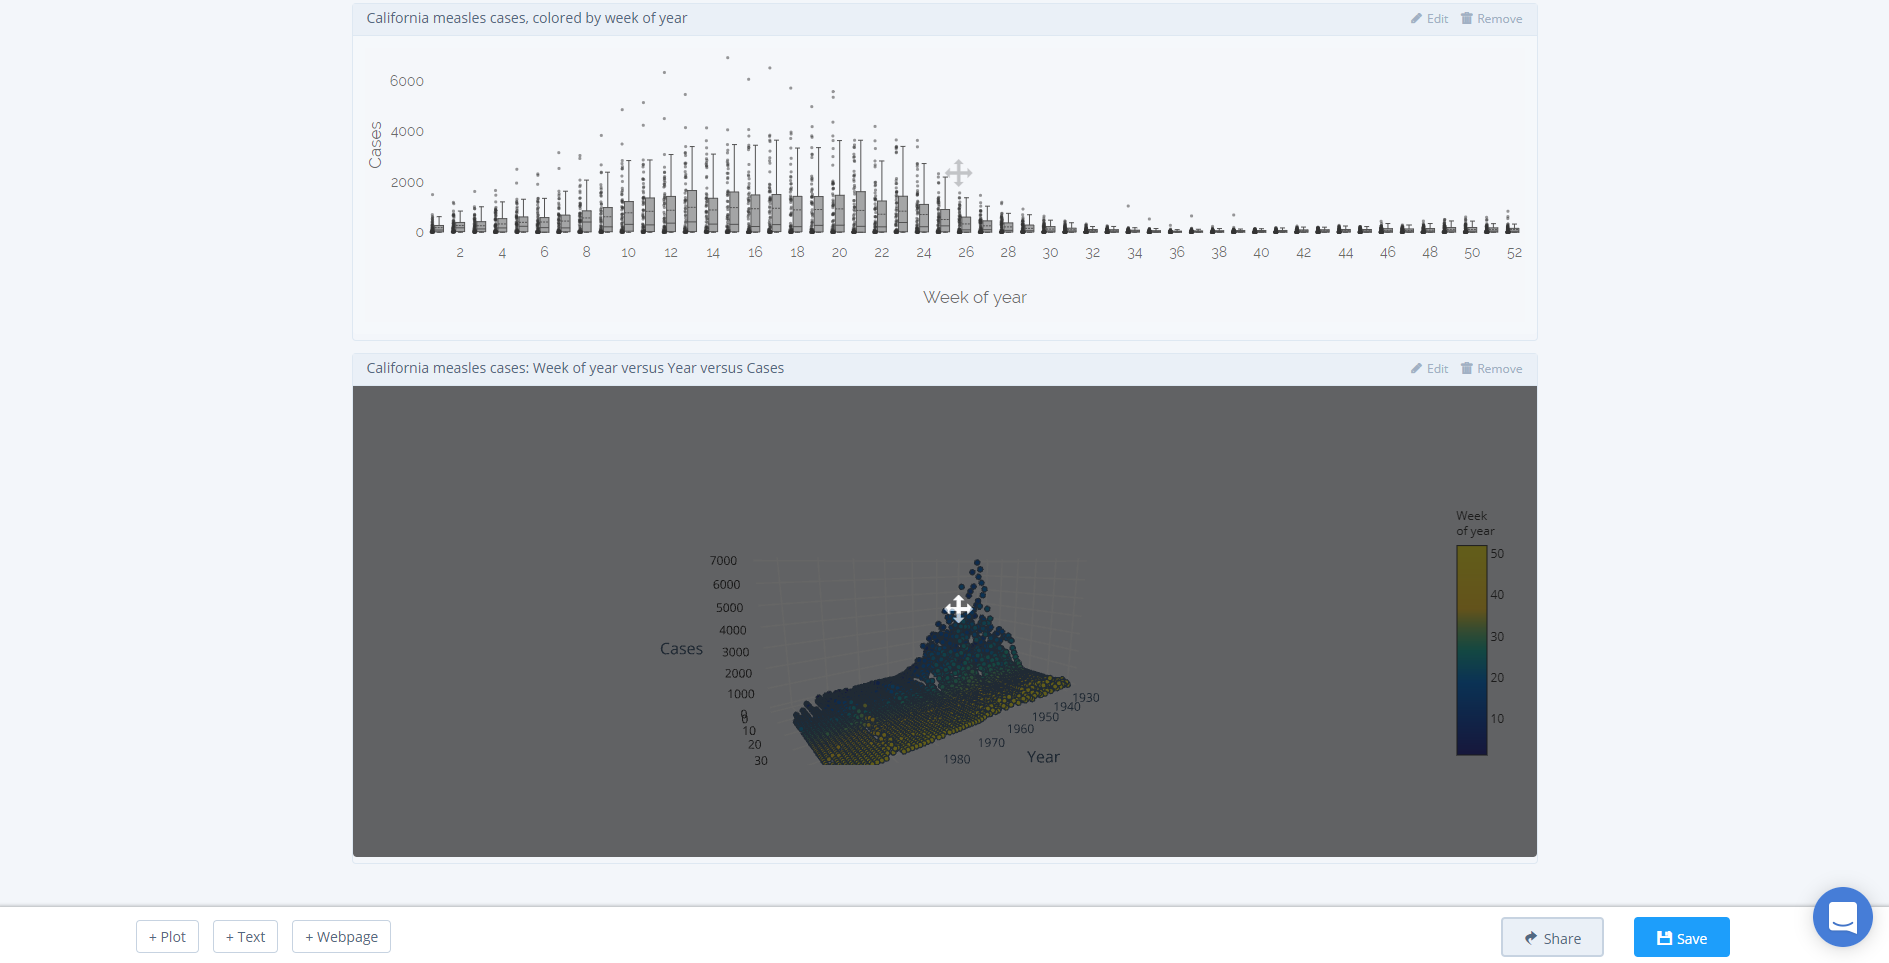 California measles cases, colored by week of year
Edit Remove
6000
4000
2000
0
Cases
2 4 6 8 10 12 14 16 18 20 22 24 26 28 30 32 34 36 38 40 42 44 46 48 50 52
Week of year
California measles cases: Week of year versus Year versus Cases
Edit Remove
Week
of year
50
40
30
20
10
7000
6000
5000
4000
3000
2000
1000
0
Cases
0
10
20
30
1930
1940
1950
1960
1970
1980
Year
+ Plot + Text + Webpage
Share Save